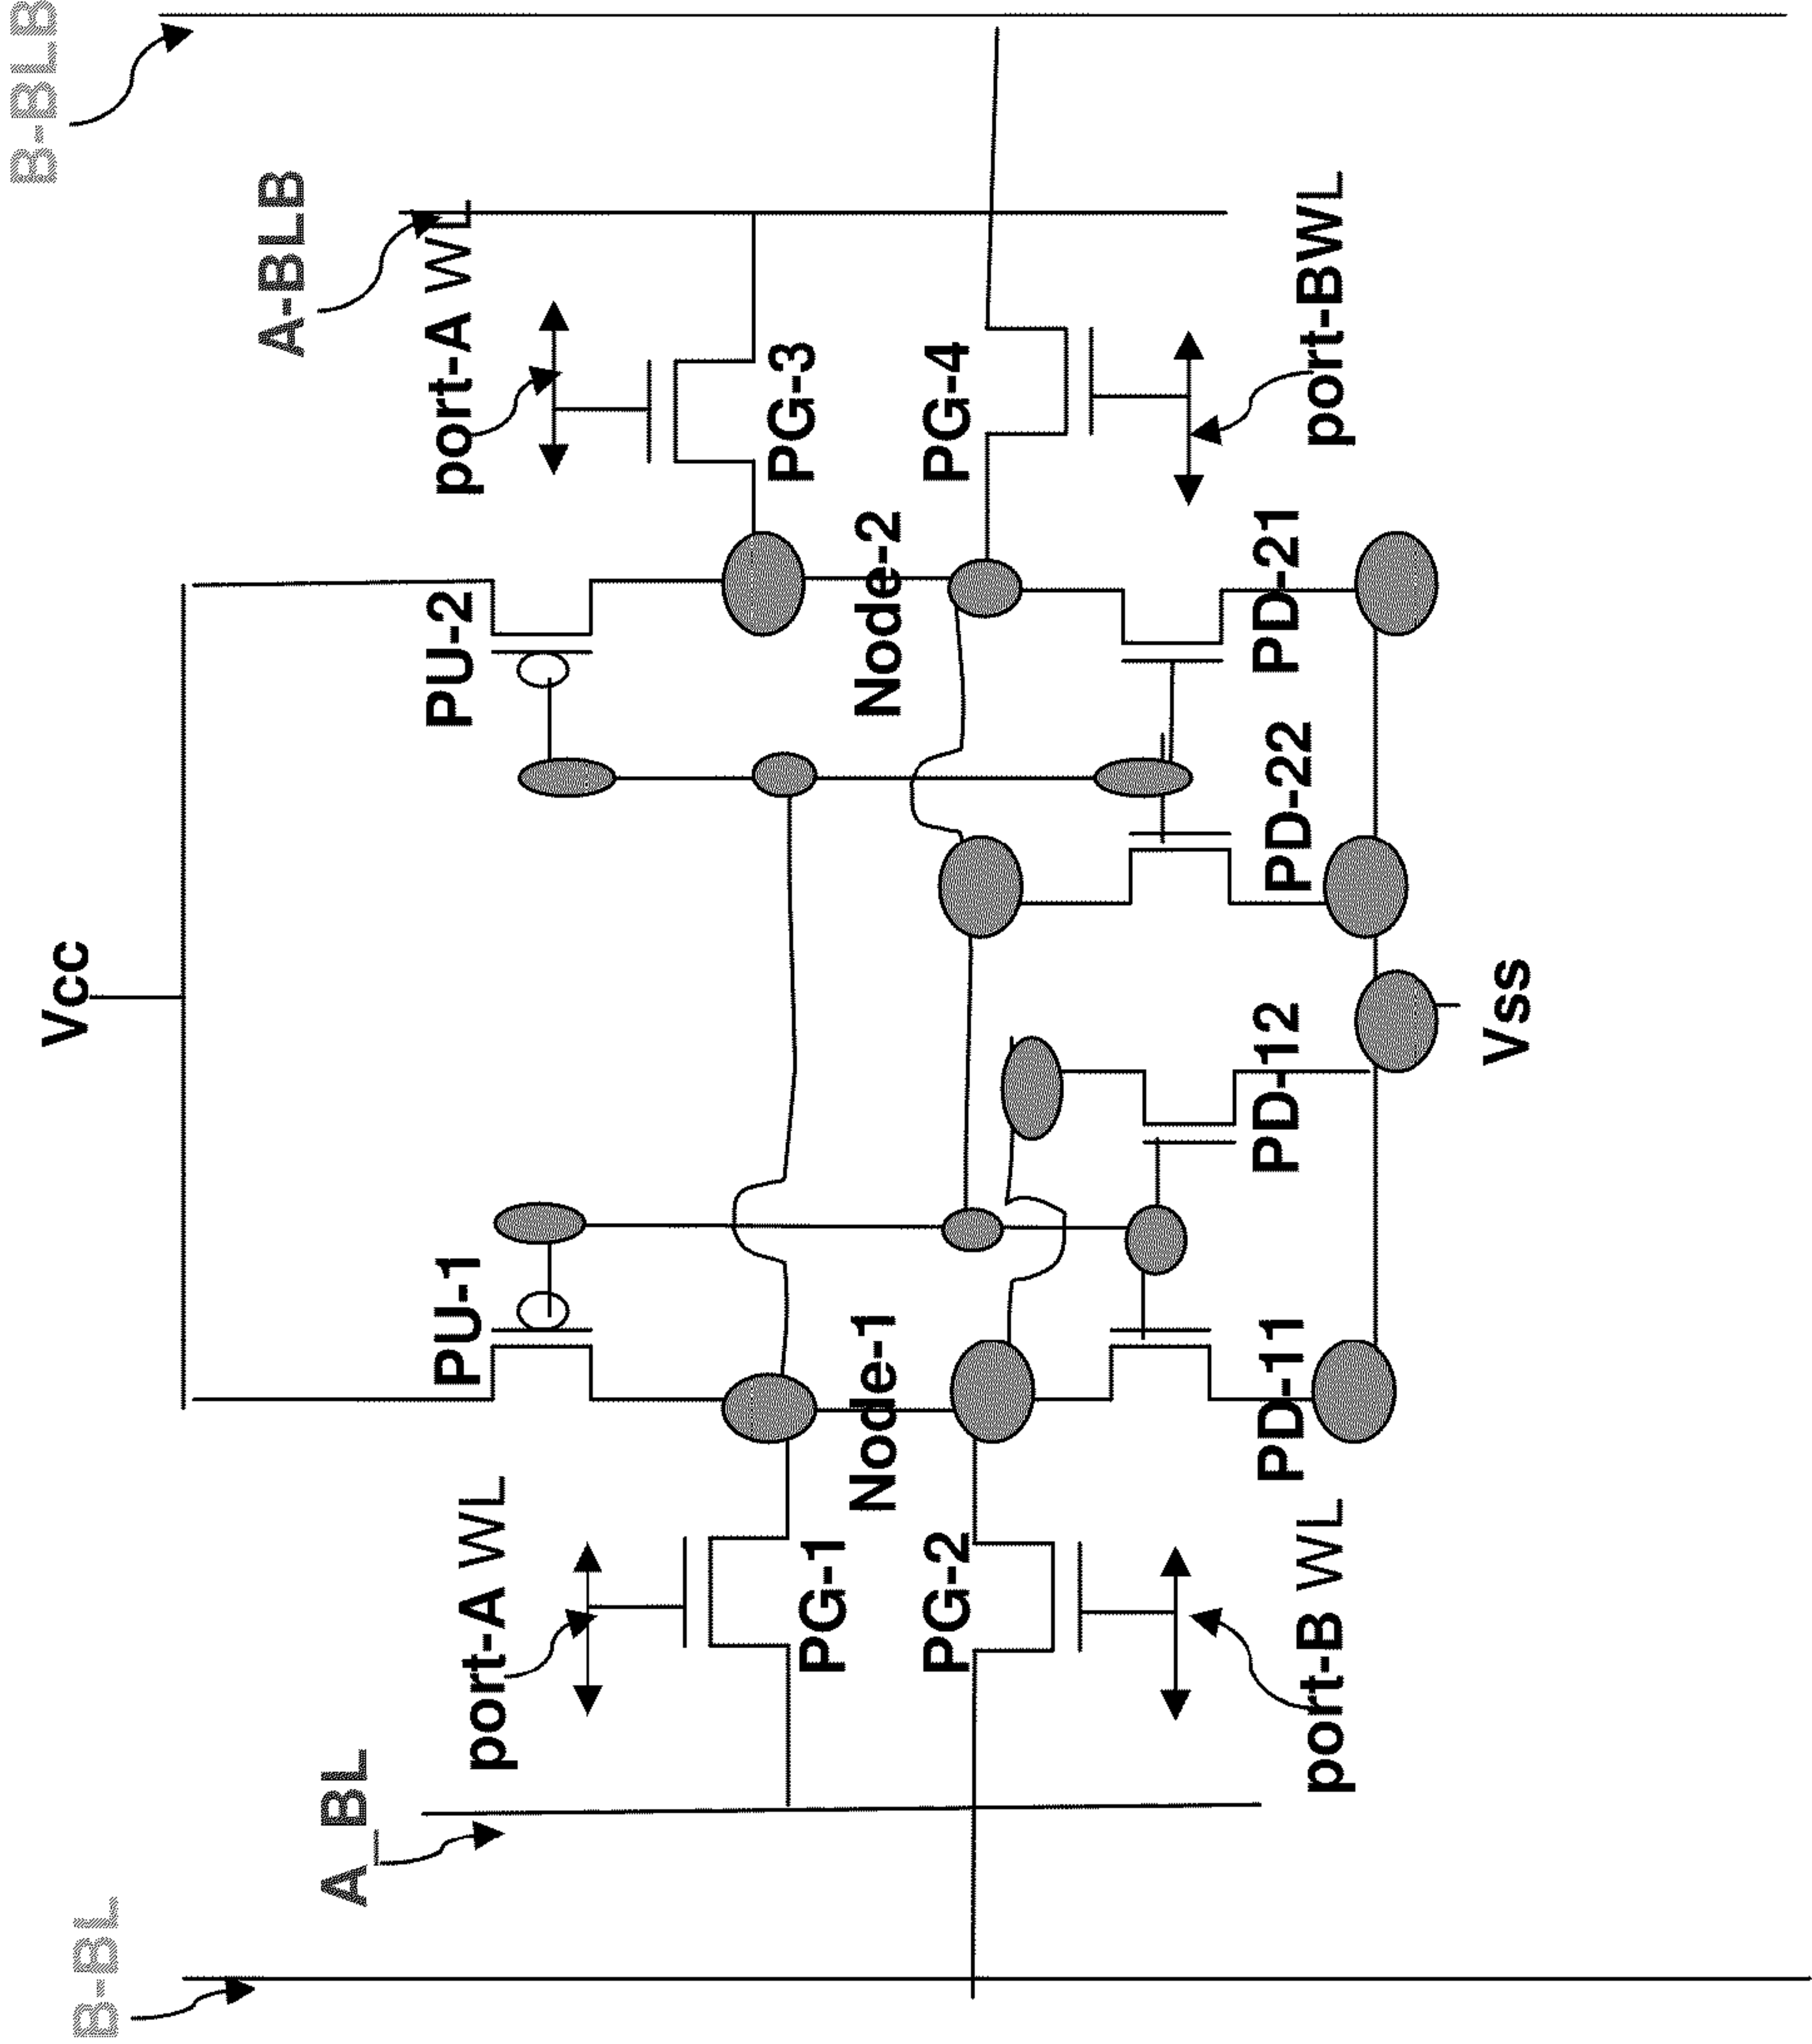 B-BL
Vcc
B-BLB
A_BL
A-BLB
port-A WL
PU-1
PU-2
port-A WL
PG-1
PG-3
Node-1
Node-2
PG-2
PG-4
PD-11
PD-12
PD-22
PD-21
port-B WL
port-BWL
Vss